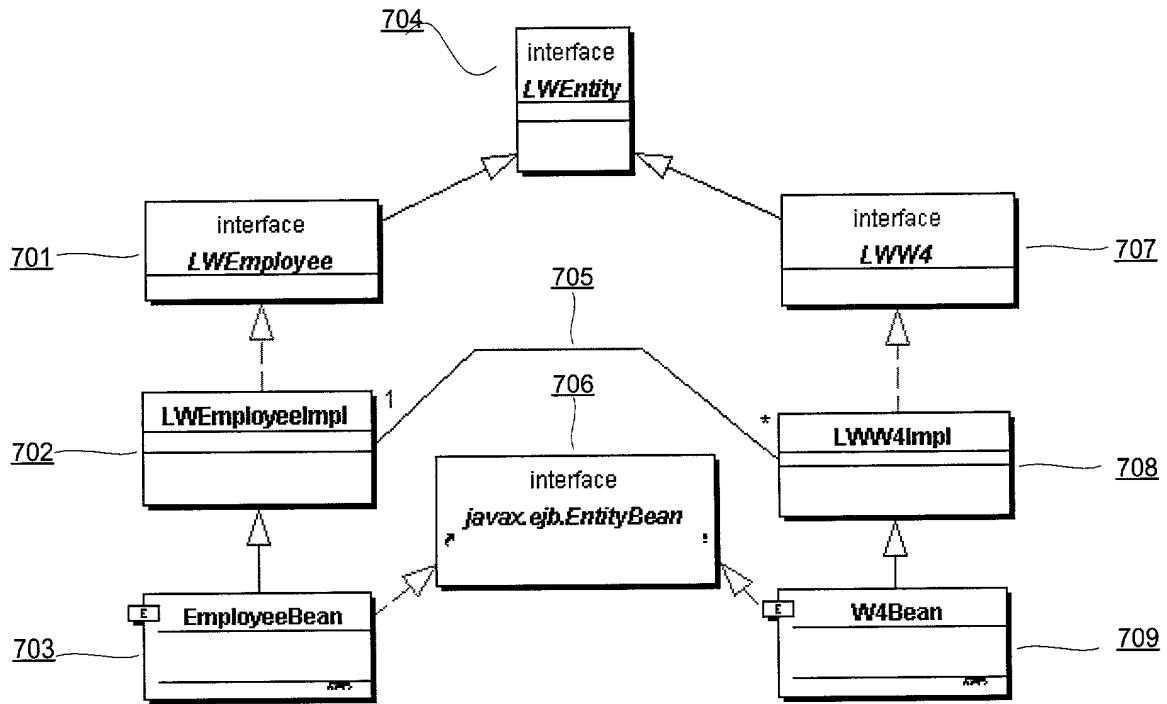 704
interface
LWEntity
701
interface
LWEmployee
interface
LWW4
707
705
706
702
LWEmployeeImpl
1
*
LWW4Impl
708
interface
javax.ejb.EntityBean
703
E
EmployeeBean
E
W4Bean
709